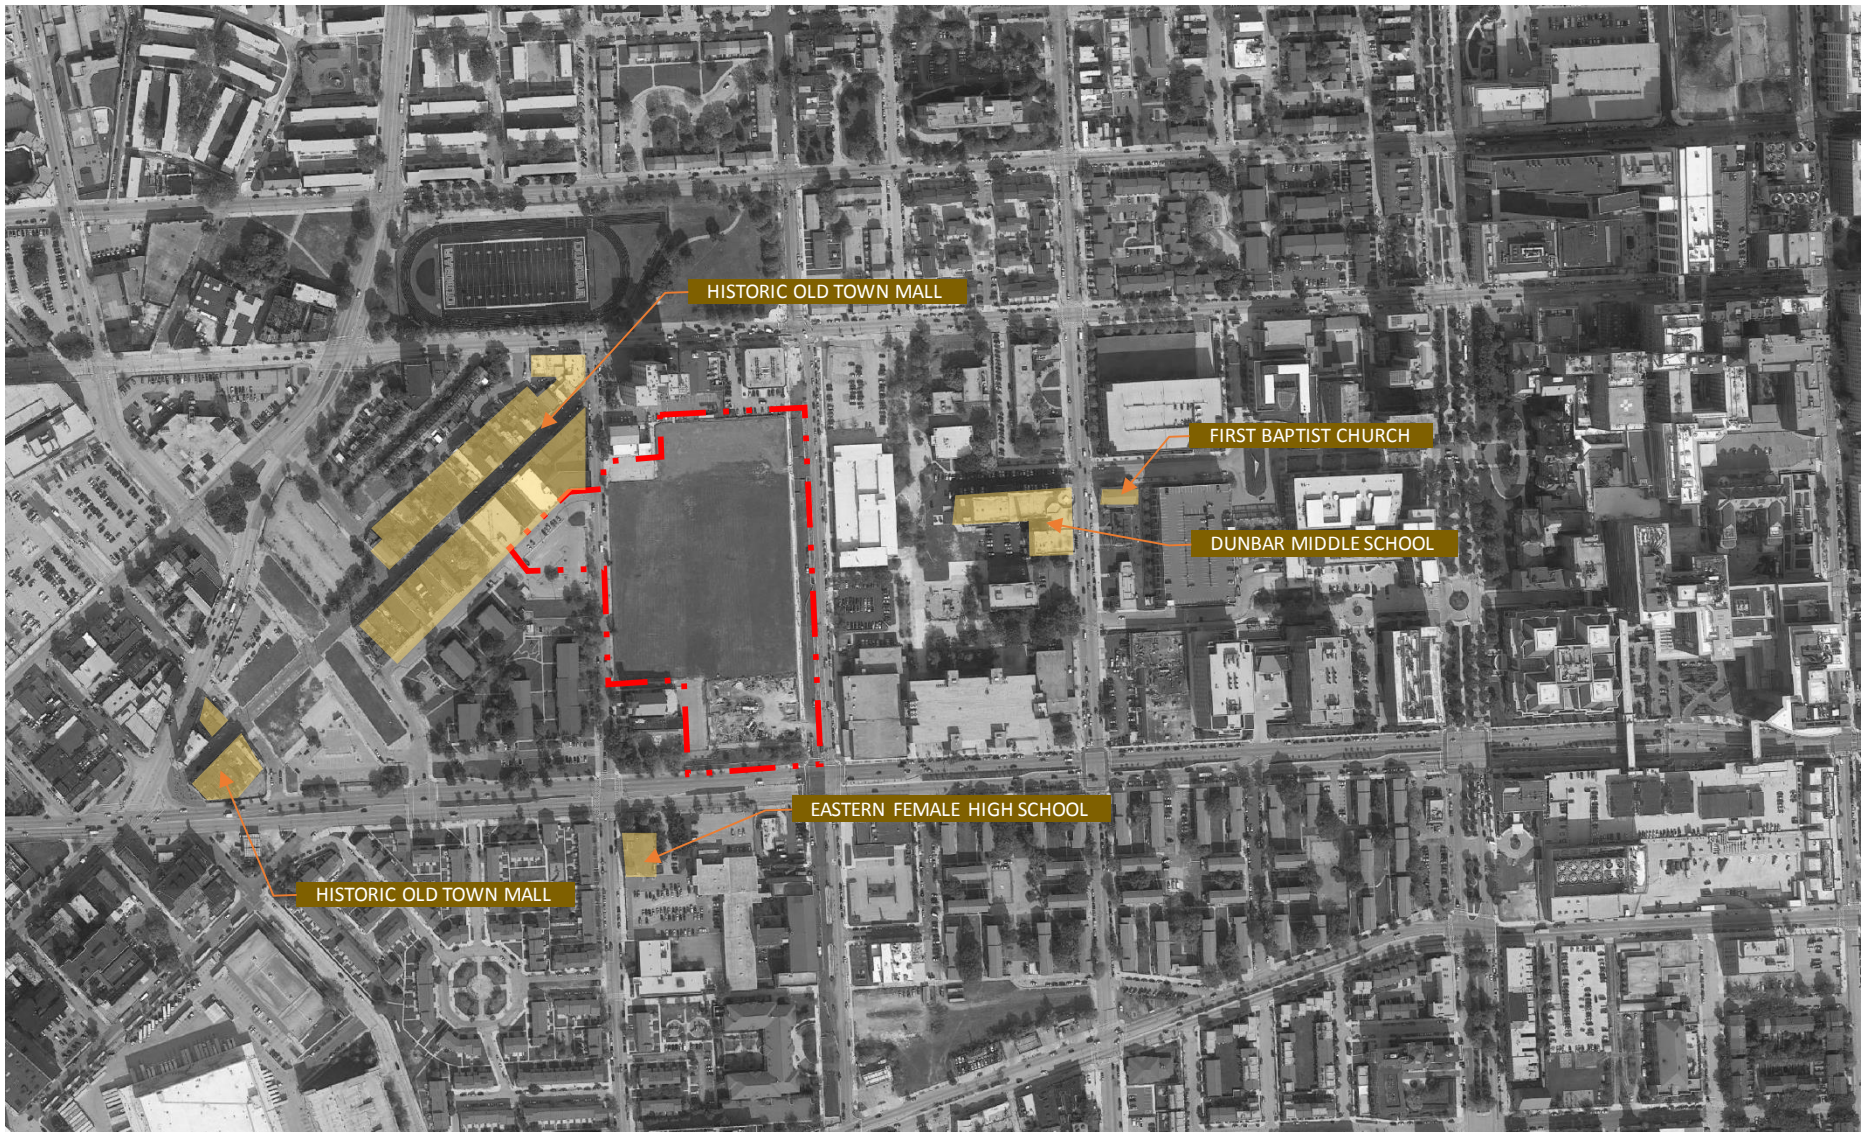 HISTORIC OLD TOWN MALL
FIRST BAPTIST CHURCH
DUNBAR MIDDLE SCHOOL
EASTERN FEMALE HIGH SCHOOL
HISTORIC OLD TOWN MALL